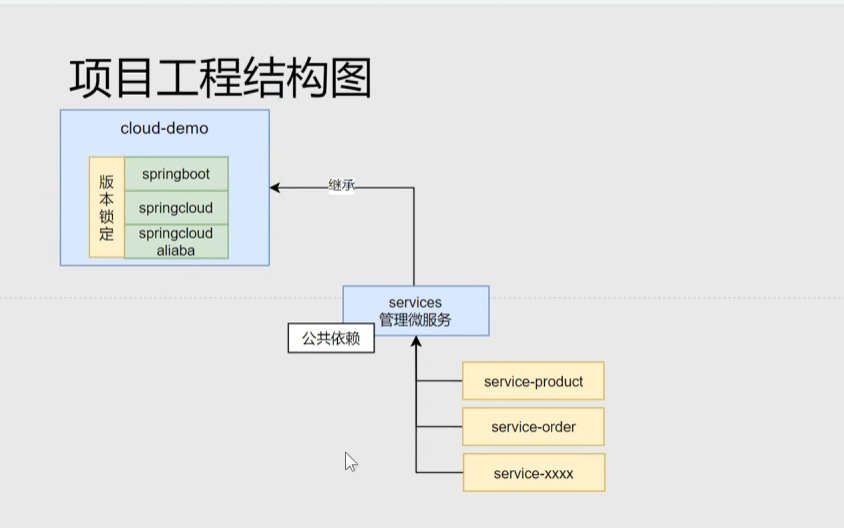 项目工程结构图
cloud-demo
版
本
锁
定
springboot
springcloud
springcloud
aliaba
继承
services
管理微服务
公共依赖
service-product
service-order
service-xxxx